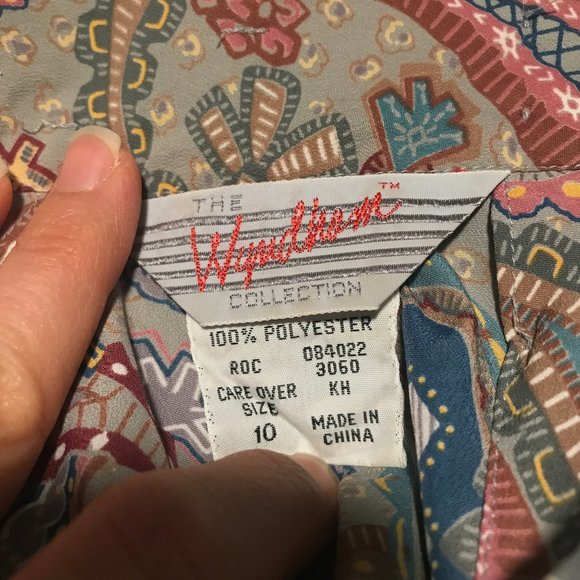 THE
Wyndham™
COLLECTION
100% POLYESTER
ROC 084022
3060
CARE OVER KH
SIZE
10 MADE IN
CHINA